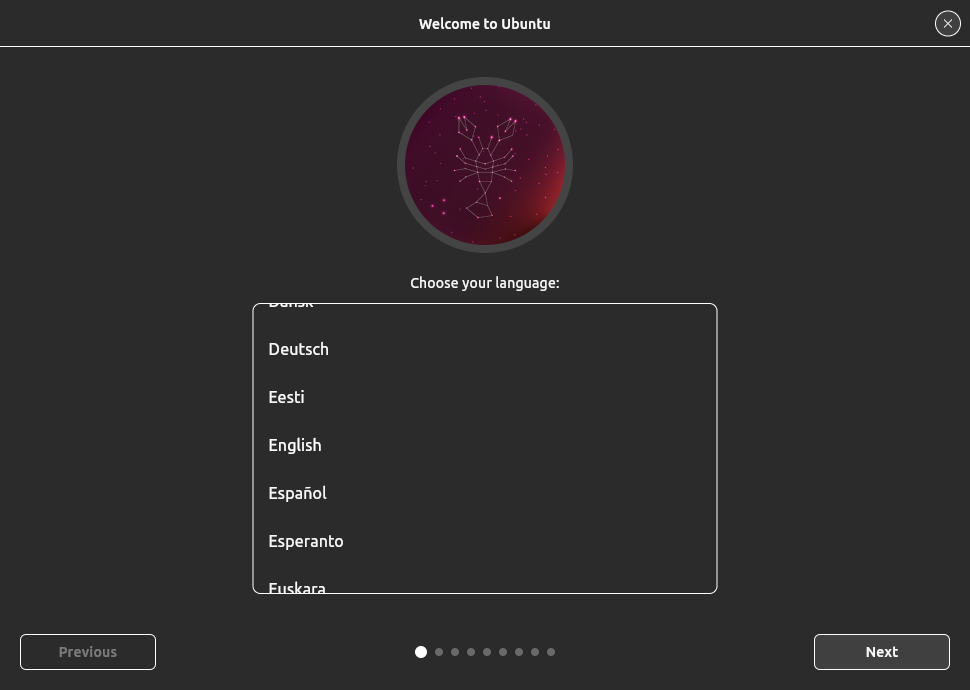 Welcome to Ubuntu
Choose your language:
Dansk
Deutsch
Eesti
English
Español
Esperanto
Euskara
Previous
Next